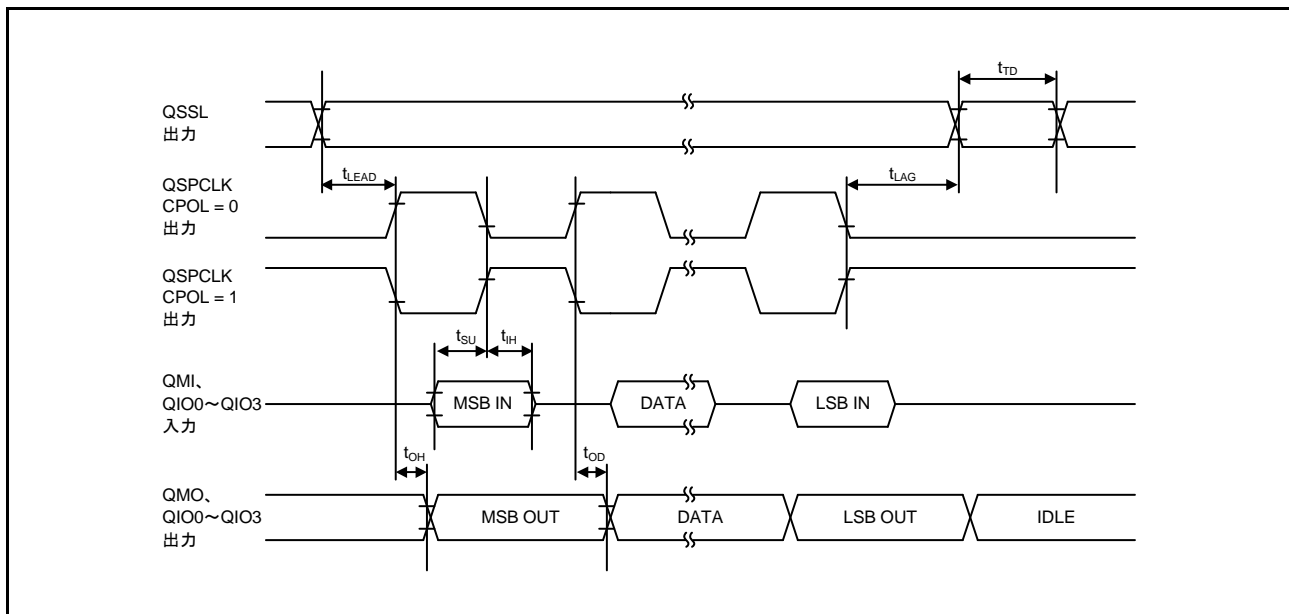 tTD
QSSL
出力
tLEAD
tLAG
QSPCLK
CPOL = 0
出力
QSPCLK
CPOL = 1
出力
tSU
tIH
QMI、
QIO0～QIO3
入力
MSB IN
DATA
LSB IN
tOH
tOD
QMO、
QIO0～QIO3
出力
MSB OUT
DATA
LSB OUT
IDLE